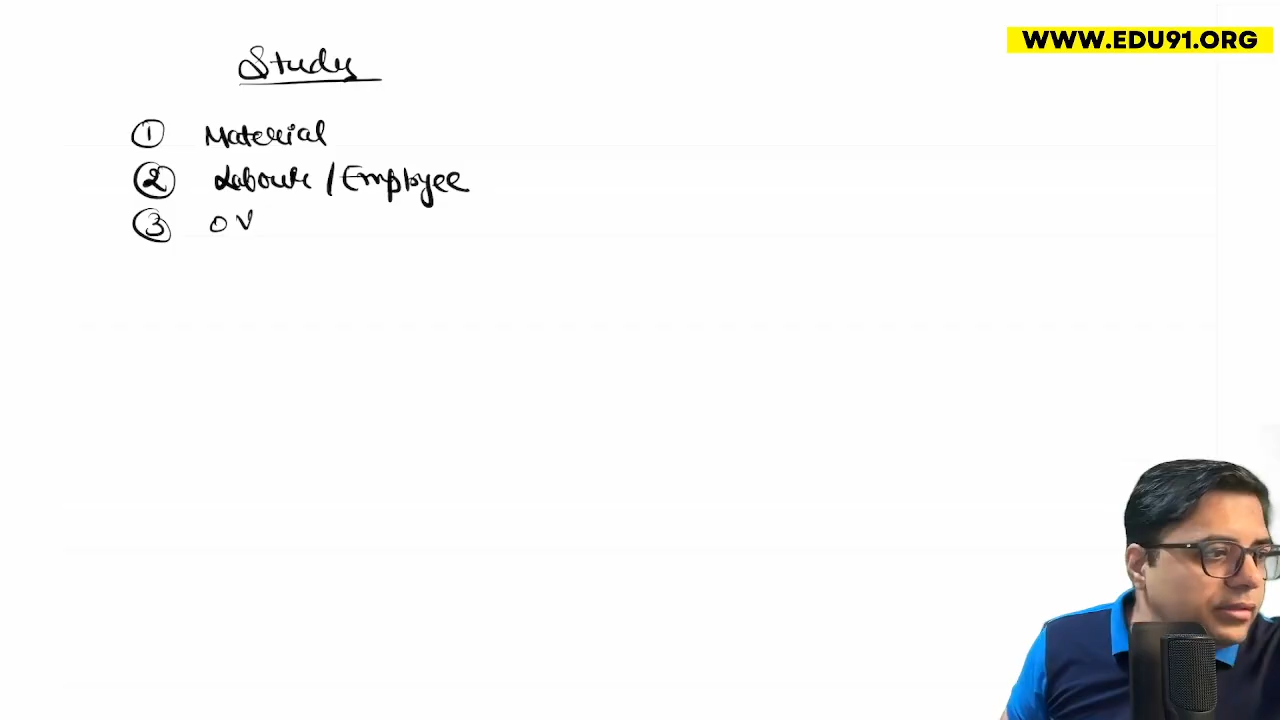 WWW.EDU91.ORG
Study
① Material
② Labour / Employee
③ OV